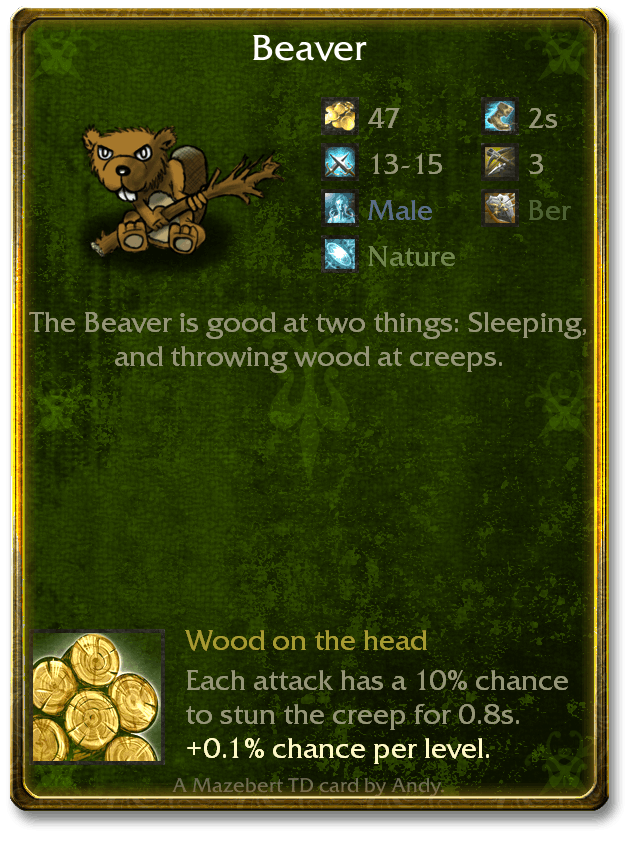 Beaver
47
2s
13-15
3
Male
Ber
Nature
The Beaver is good at two things: Sleeping,
and throwing wood at creeps.
Wood on the head
Each attack has a 10% chance
to stun the creep for 0.8s.
+0.1% chance per level.
A Mazebert TD card by Andy.